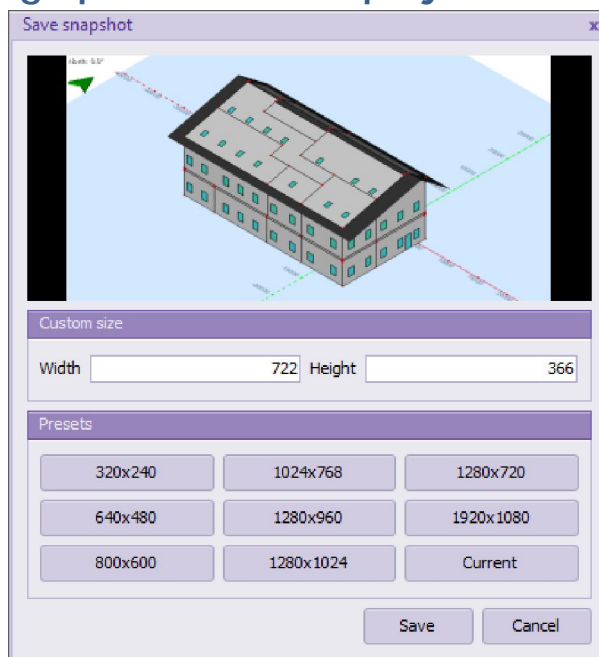 Save snapshot x
Custom size
Width 722 Height 366
Presets
320x240 1024x768 1280x720
640x480 1280x960 1920x1080
800x600 1280x1024 Current
Save Cancel